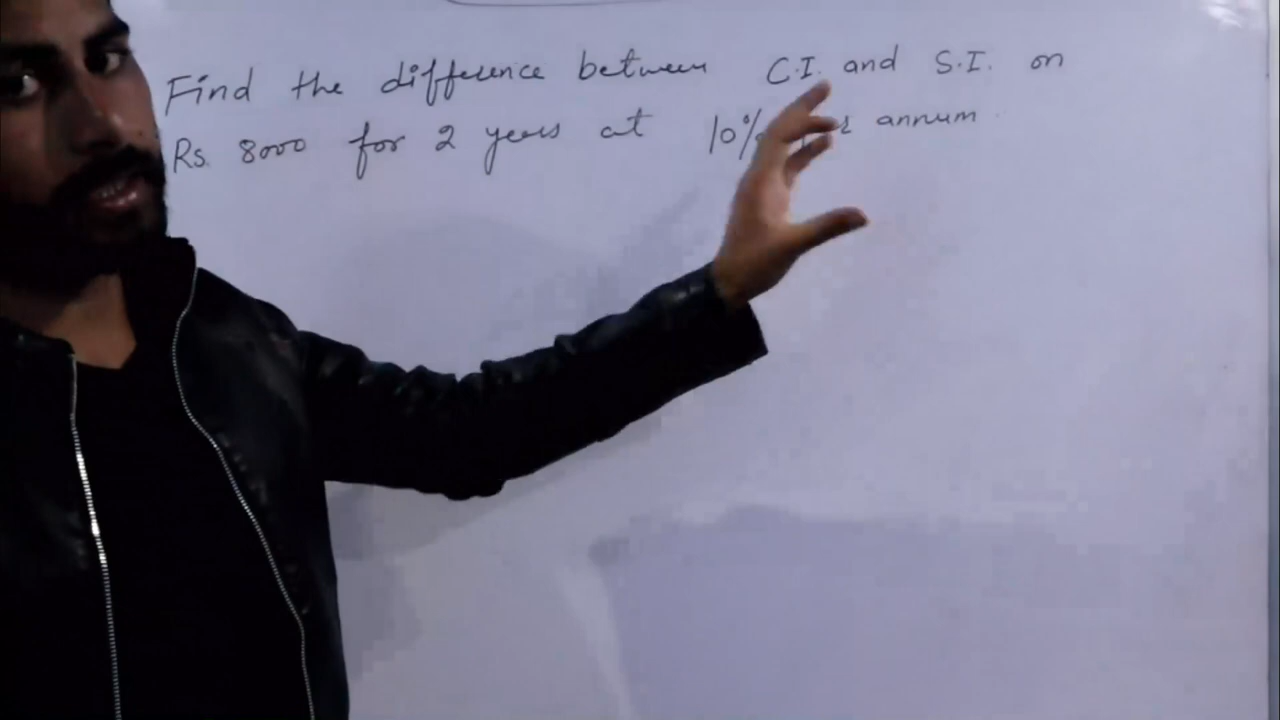 Find the difference between C.I. and S.I. on
Rs. 8000 for 2 years at 10% annum